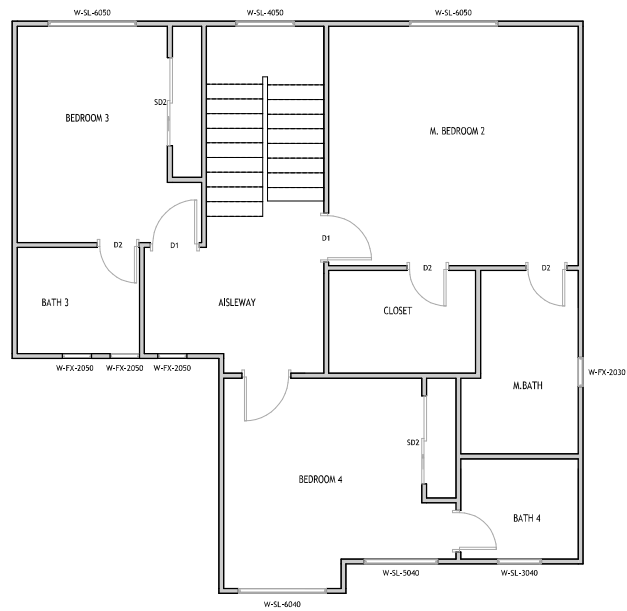 W-SL-6050
W-SL-4050
W-SL-6050
SD2
BEDROOM 3
M. BEDROOM 2
D2
D1
D1
D2
D2
BATH 3
AISLEWAY
CLOSET
W-FX-2050
W-FX-2050
W-FX-2050
W-FX-2030
M.BATH
SD2
BEDROOM 4
BATH 4
W-SL-5040
W-SL-3040
W-SL-6040